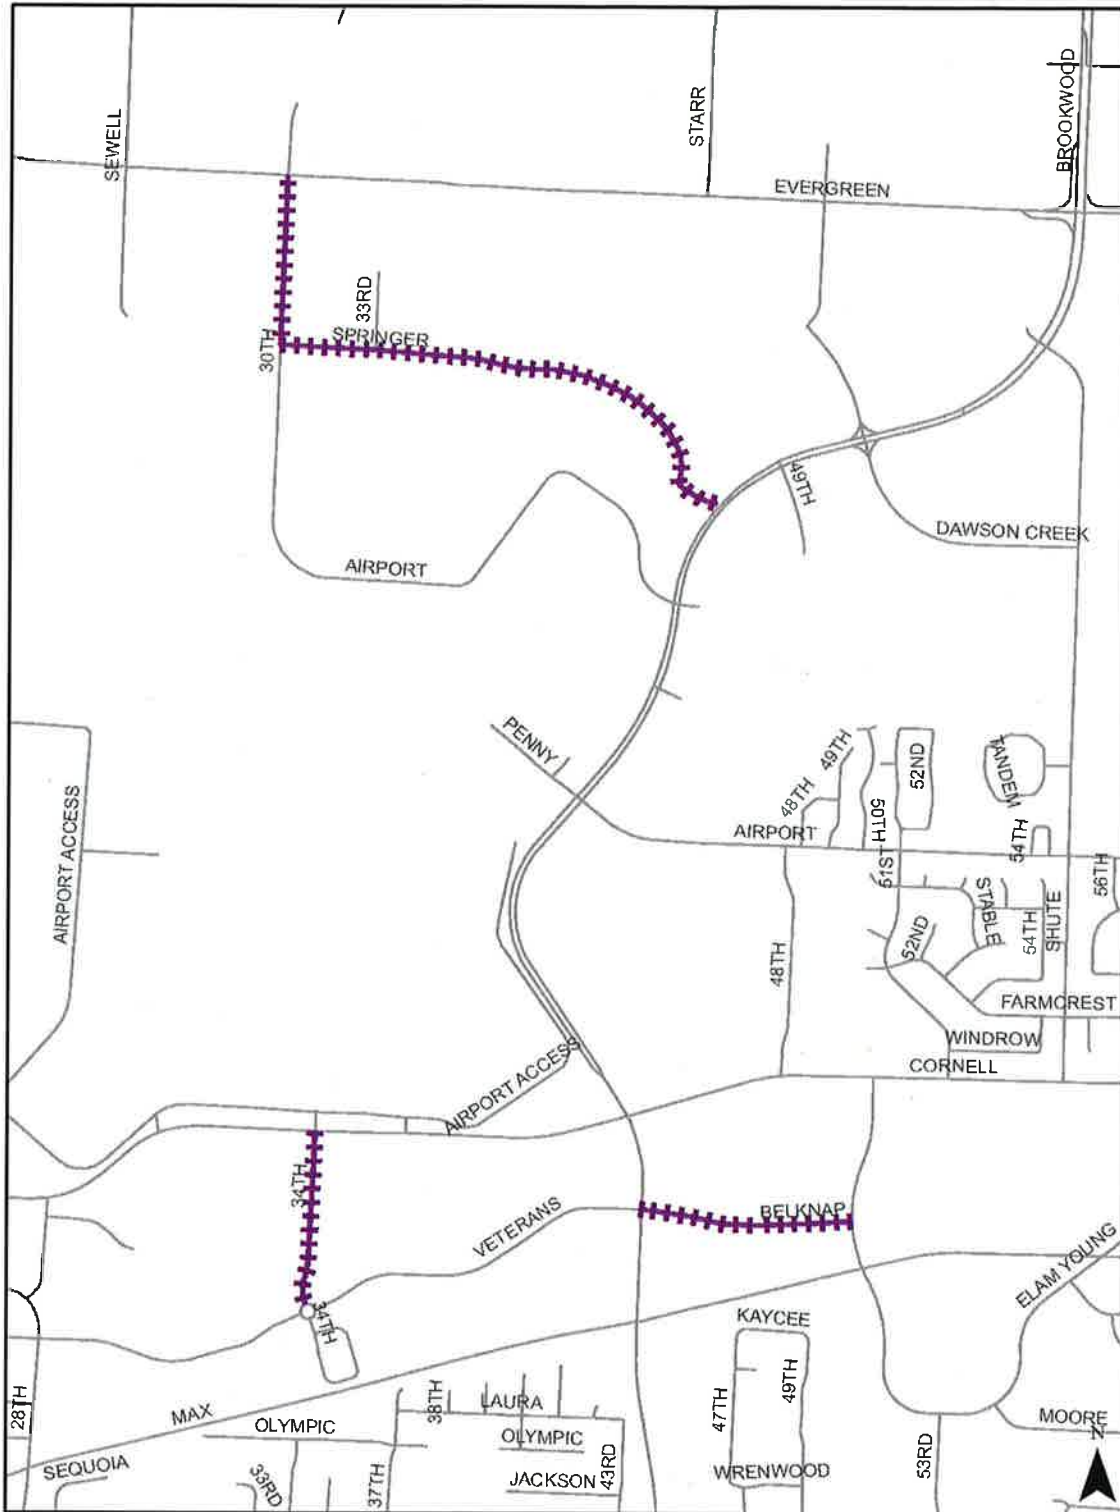 SEWELL
STARR
BROOKWOOD
EVERGREEN
33RD
30TH
SPRINGER
49TH
DAWSON CREEK
AIRPORT
PENNY
49TH
52ND
TANDEM
48TH
50TH
AIRPORT
54TH
AIRPORT ACCESS
51ST
56TH
STABLE
54TH
SHUTE
52ND
48TH
FARMCREST
WINDROW
CORNELL
AIRPORT ACCESS
34TH
BELKNAP
VETERANS
ELAM YOUNG
34TH
KAYCEE
28TH
MAX
38TH
LAURA
47TH
49TH
MOORE
OLYMPIC
OLYMPIC
N
SEQUOIA
33RD
37TH
JACKSON
43RD
WRENWOOD
53RD